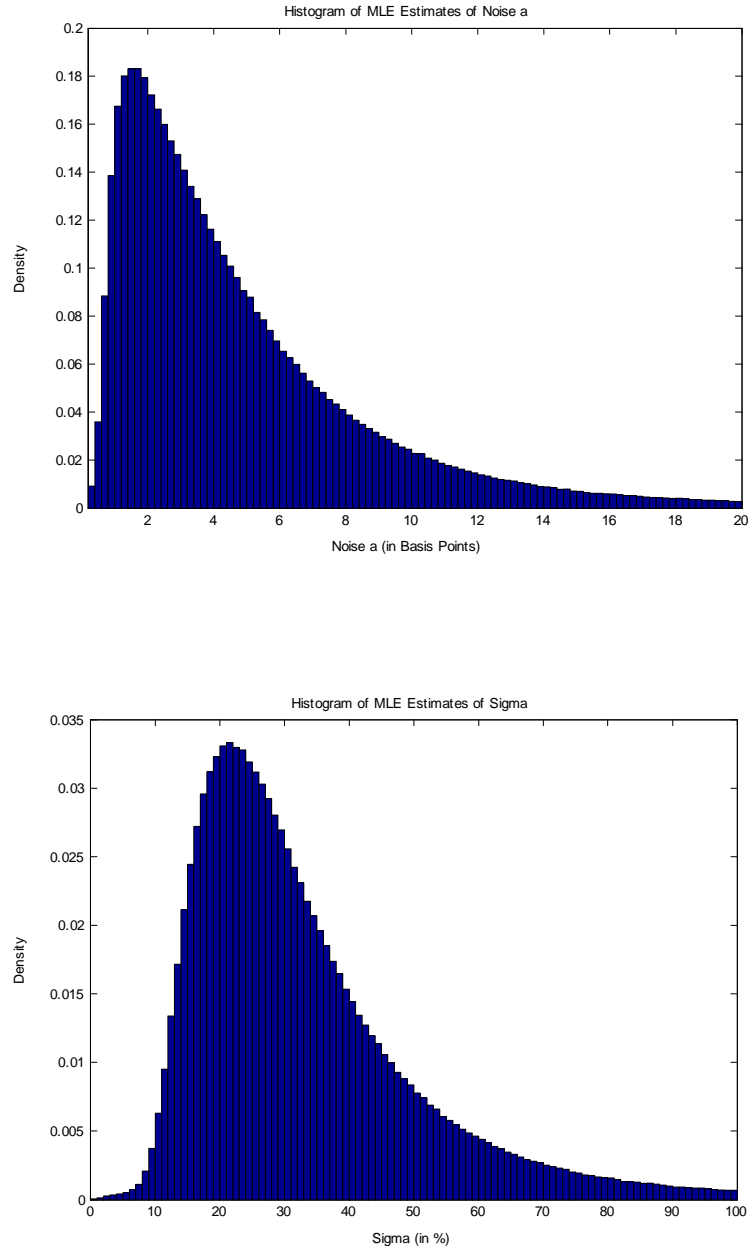 Histogram of MLE Estimates of Noise a
0.2
0.18
0.16
0.14
0.12
0.1
0.08
0.06
0.04
0.02
0
Density
2 4 6 8 10 12 14 16 18 20
Noise a (in Basis Points)
Histogram of MLE Estimates of Sigma
0.035
0.03
0.025
0.02
0.015
0.01
0.005
0
Density
0 10 20 30 40 50 60 70 80 90 100
Sigma (in %)